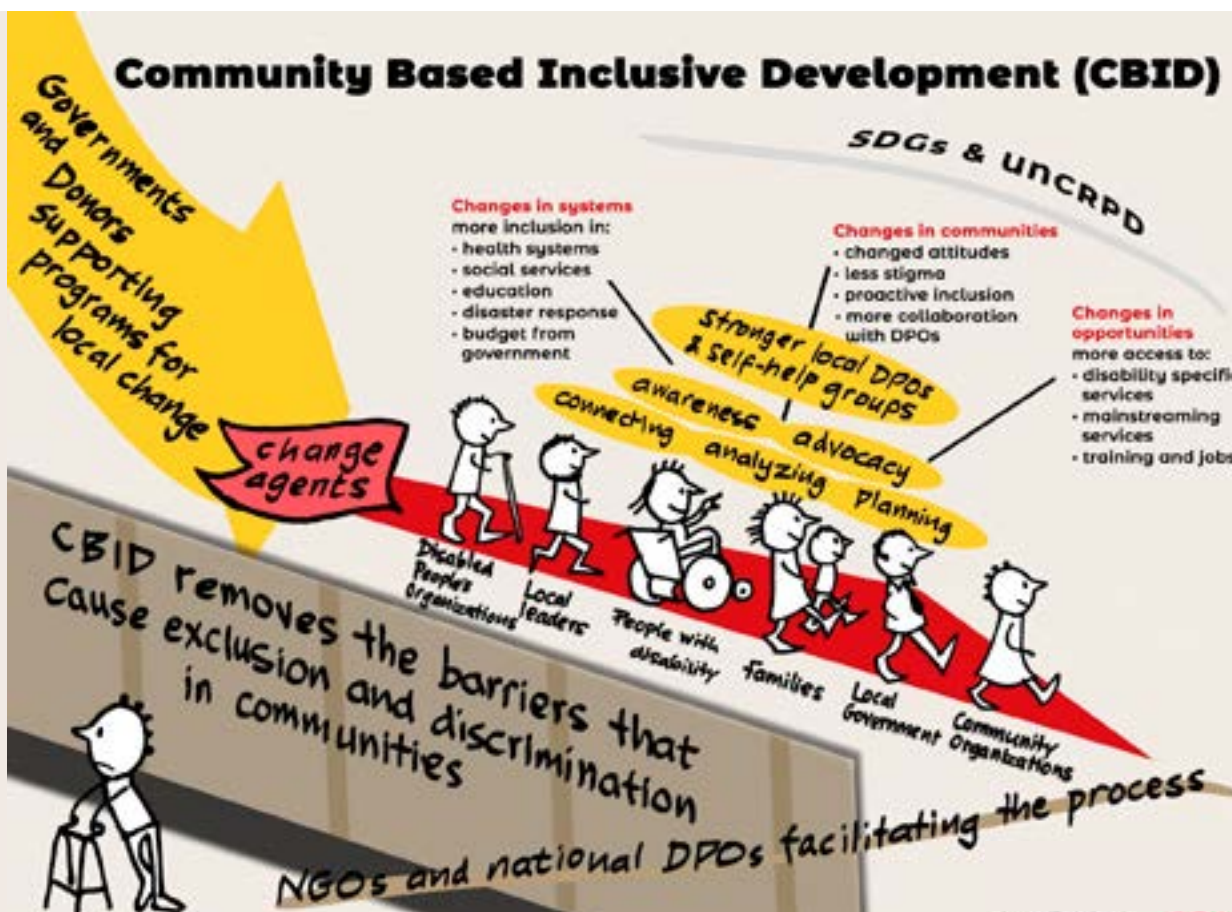 Community Based Inclusive Development (CBID)
Governments
and
Donors
supporting
programs for
local change
SDGs & UNCRPD
Changes in systems
more inclusion in:
· health systems
· social services
· education
· disaster response
· budget from
government
Changes in communities
· changed attitudes
· less stigma
· proactive inclusion
· more collaboration
with DPOs
Changes in
opportunities
more access to:
· disability specific
services
· mainstreaming
services
· training and jobs
Stronger local DPOs
& self-help groups
awareness advocacy
connecting analyzing Planning
change
agents
Disabled
People's
Organizations
Local
leaders
People with
disability
families
Local
Government
Community
Organizations
CBID removes the barriers that
Cause exclusion and discrimination
in communities
NGOs and national DPOs facilitating the process